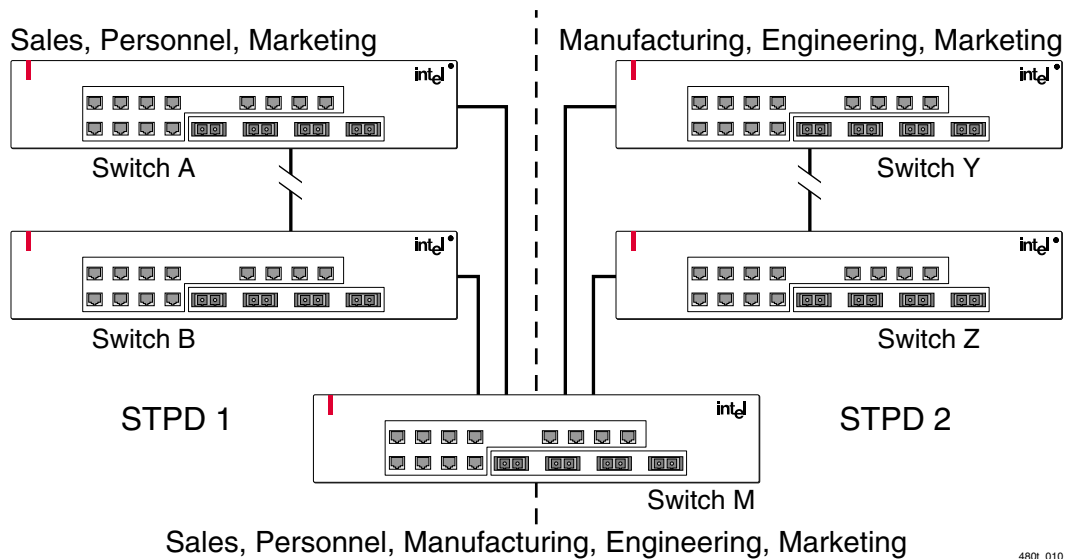 Sales, Personnel, Marketing
Manufacturing, Engineering, Marketing
intel
intel
Switch A
Switch Y
intel
intel
Switch B
Switch Z
STPD 1
intel
STPD 2
Switch M
Sales, Personnel, Manufacturing, Engineering, Marketing
480t_010